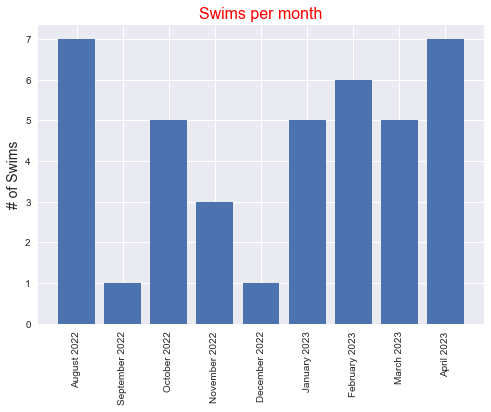 Swims per month
# of Swims
7
6
5
4
3
2
1
0
August 2022
September 2022
October 2022
November 2022
December 2022
January 2023
February 2023
March 2023
April 2023